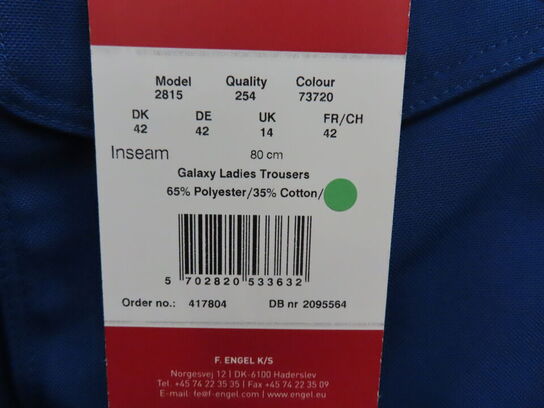 Model Quality Colour
2815 254 73720
DK DE UK FR/CH
42 42 14 42
Inseam 80 cm
Galaxy Ladies Trousers
65% Polyester/35% Cotton/
5 702820 533632
Order no.: 417804 DB nr 2095564
F. ENGEL K/S
Norgesvej 12 | DK-6100 Haderslev
Tel. +45 74 22 35 35 | Fax +45 74 22 35 09
E-mail fe@f-engel.com | www.engel.eu